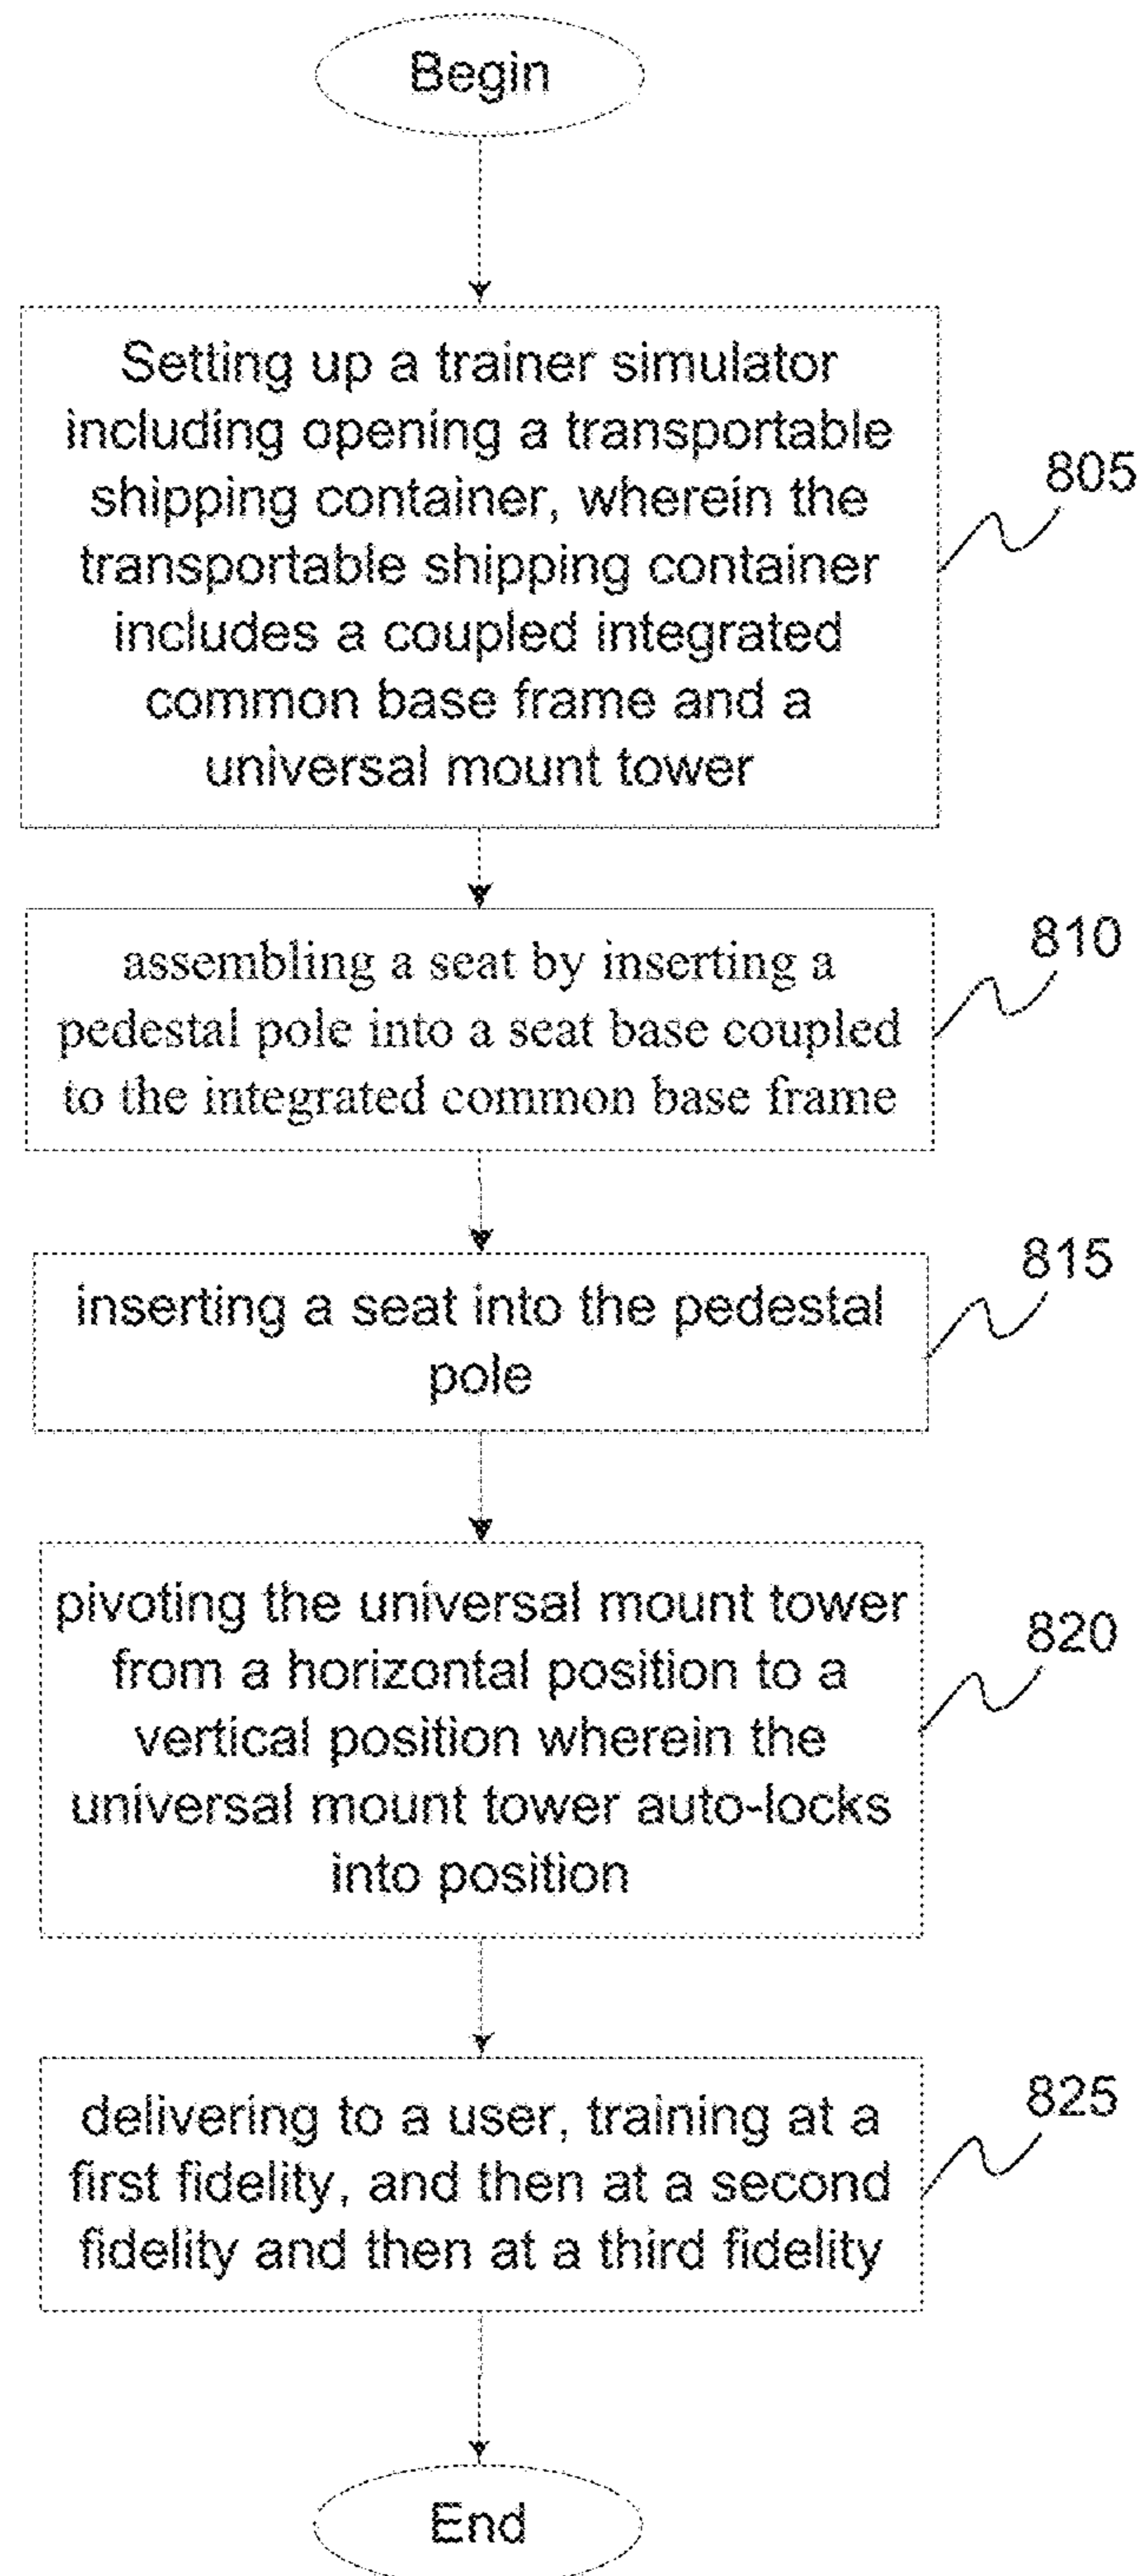 Begin
Setting up a trainer simulator
including opening a transportable
shipping container, wherein the
transportable shipping container
includes a coupled integrated
common base frame and a
universal mount tower
805
assembling a seat by inserting a
pedestal pole into a seat base coupled
to the integrated common base frame
810
inserting a seat into the pedestal
pole
815
pivoting the universal mount tower
from a horizontal position to a
vertical position wherein the
universal mount tower auto-locks
into position
820
delivering to a user, training at a
first fidelity, and then at a second
fidelity and then at a third fidelity
825
End